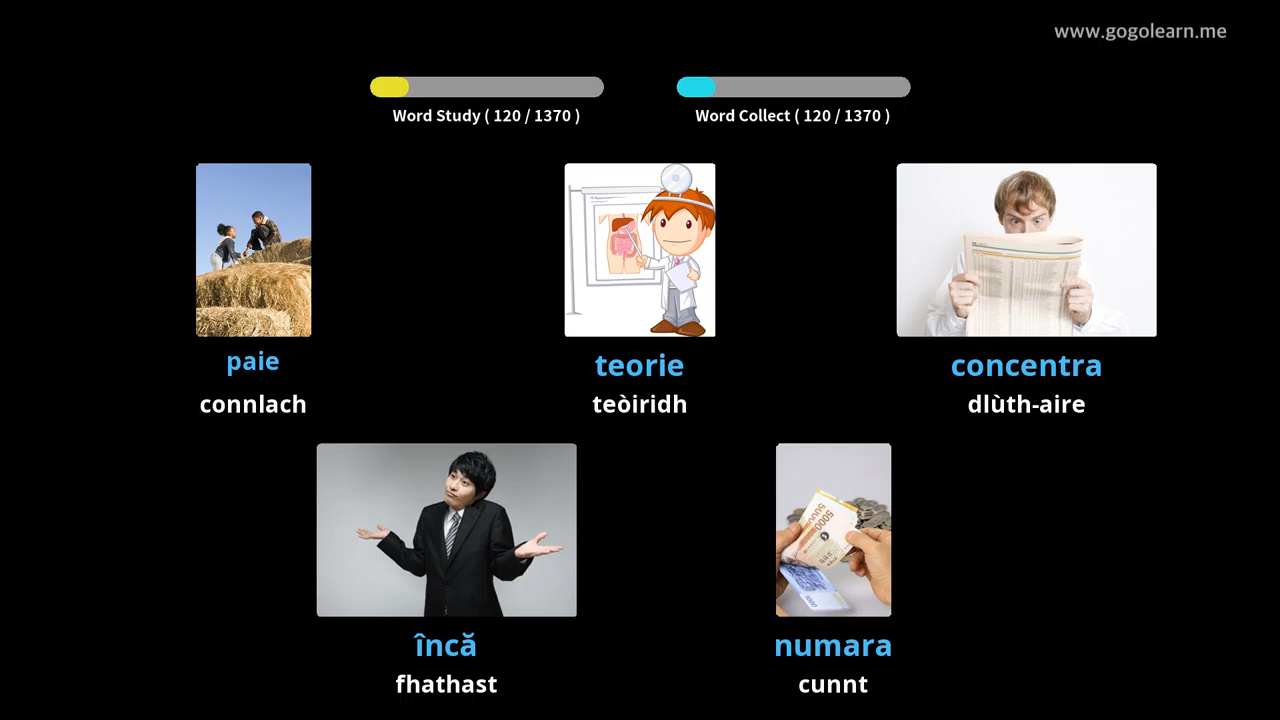 www.gogolearn.me
Word Study ( 120 / 1370 )
Word Collect ( 120 / 1370 )
paie
connlach
teorie
teòiridh
concentra
dlùth-aire
5000
încă
fhathast
numara
cunnt